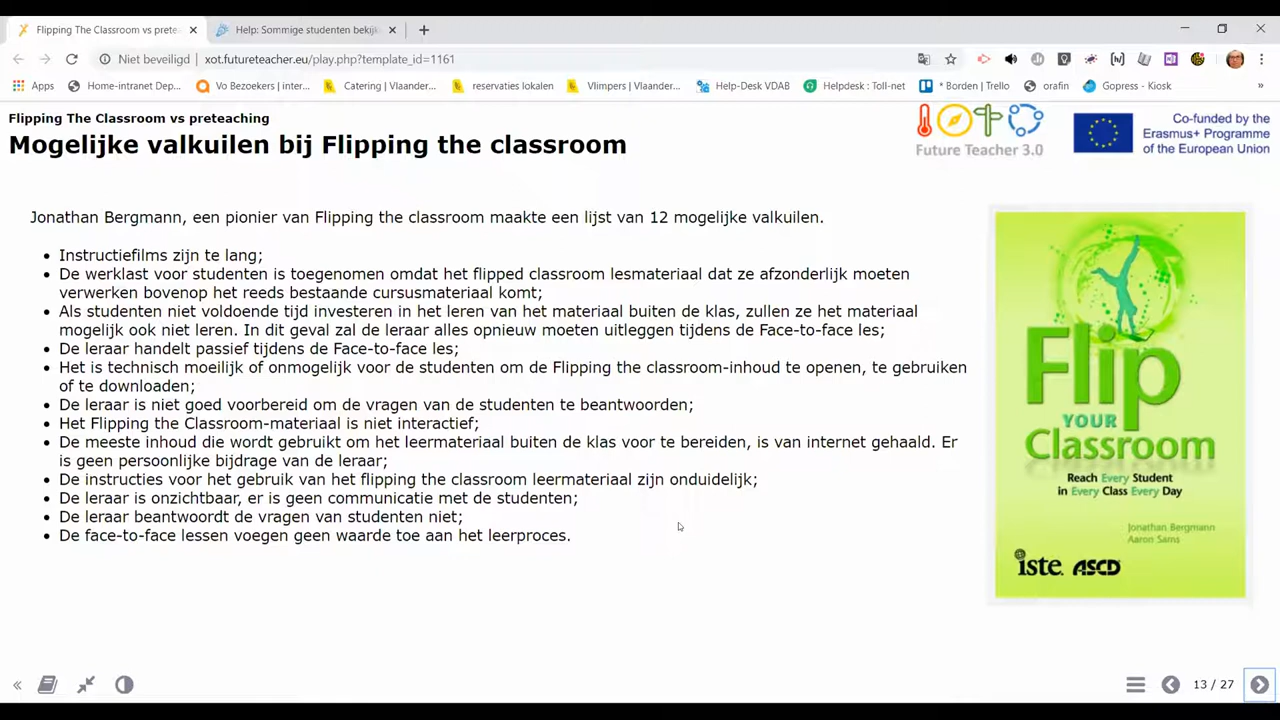 Flipping The Classroom vs prete
Help: Sommige studenten bekijk
Niet beveiligd
xot.futureteacher.eu/play.php?template_id=1161
Apps
Home-intranet Dep...
Vo Bezoekers | inter...
Catering | Vlaander...
reservaties lokalen
Vlimpers | Vlaander...
Help-Desk VDAB
Helpdesk : Toll-net
* Borden | Trello
orafin
Gopress - Kiosk
»
Flipping The Classroom vs preteaching
Mogelijke valkuilen bij Flipping the classroom
Future Teacher 3.0
Co-funded by the
Erasmus+ Programme
of the European Union
Jonathan Bergmann, een pionier van Flipping the classroom maakte een lijst van 12 mogelijke valkuilen.
• Instructiefilms zijn te lang;
• De werklast voor studenten is toegenomen omdat het flipped classroom lesmateriaal dat ze afzonderlijk moeten
verwerken bovenop het reeds bestaande cursusmateriaal komt;
• Als studenten niet voldoende tijd investeren in het leren van het materiaal buiten de klas, zullen ze het materiaal
mogelijk ook niet leren. In dit geval zal de leraar alles opnieuw moeten uitleggen tijdens de Face-to-face les;
• De leraar handelt passief tijdens de Face-to-face les;
• Het is technisch moeilijk of onmogelijk voor de studenten om de Flipping the classroom-inhoud te openen, te gebruiken
of te downloaden;
• De leraar is niet goed voorbereid om de vragen van de studenten te beantwoorden;
• Het Flipping the Classroom-materiaal is niet interactief;
• De meeste inhoud die wordt gebruikt om het leermateriaal buiten de klas voor te bereiden, is van internet gehaald. Er
is geen persoonlijke bijdrage van de leraar;
• De instructies voor het gebruik van het flipping the classroom leermateriaal zijn onduidelijk;
• De leraar is onzichtbaar, er is geen communicatie met de studenten;
• De leraar beantwoordt de vragen van studenten niet;
• De face-to-face lessen voegen geen waarde toe aan het leerproces.
Flip
YOUR
Classroom
Reach Every Student
in Every Class Every Day
Jonathan Bergmann
Aaron Sams
iste. ASCD
13 / 27